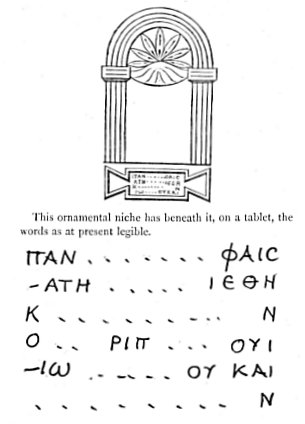 This ornamental niche has beneath it, on a tablet, the
words as at present legible.
ΠΑΝ . . . . . . . ΦΑΙC
-ΑΤΗ . . . . . ΙЄΘΗ
Κ . . . . . . . . . Ν
Ο . . ΡΙΠ . . . ΟΥΙ
-Ιω . . . . . ΟΥ ΚΑΙ
. . . . . . . . Ν